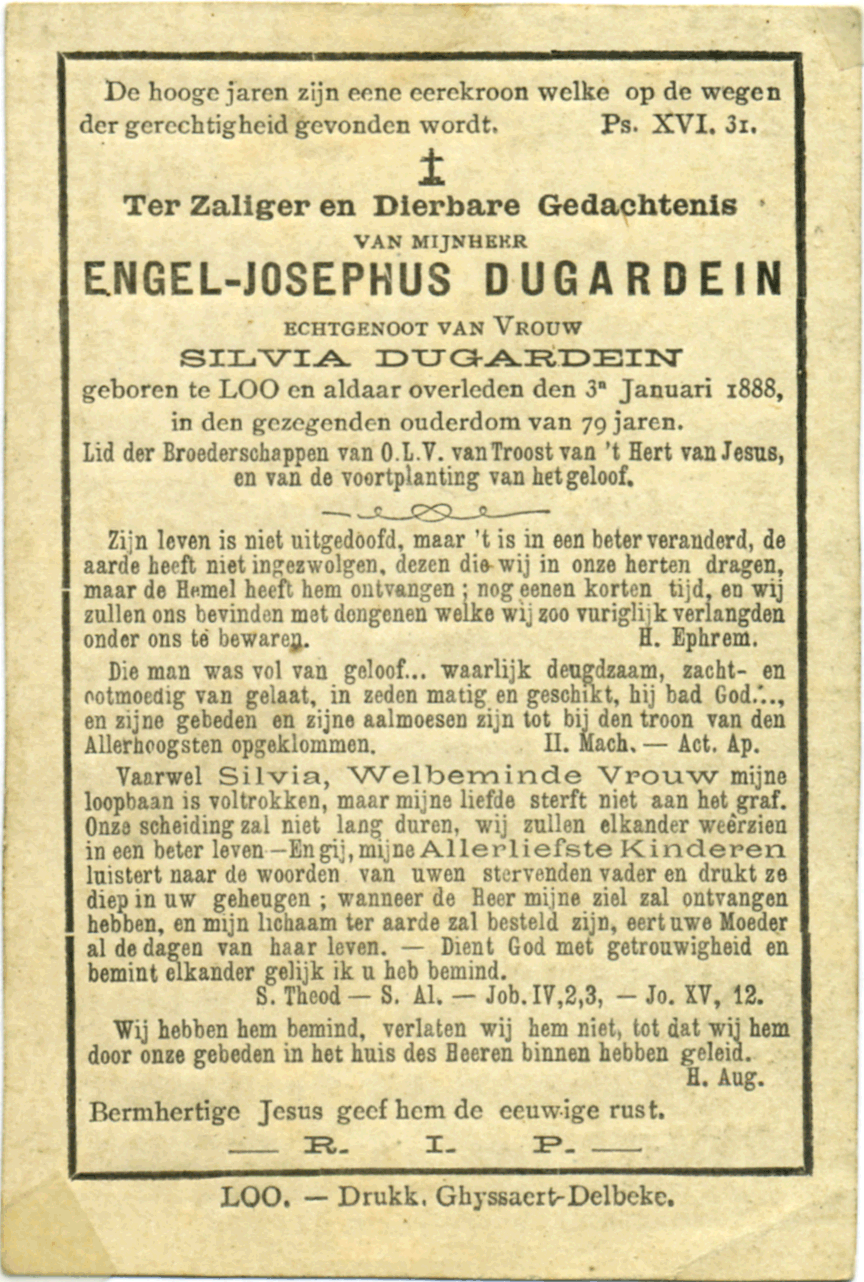 De hooge jaren zijn eene eerekroon welke op de wegen
der gerechtigheid gevonden wordt. Ps. XVI. 31.
Ter Zaliger en Dierbare Gedachtenis
VAN MIJNHEER
ENGEL-JOSEPHUS DUGARDEIN
ECHTGENOOT VAN VROUW
SILVIA DUGARDEIN
geboren te LOO en aldaar overleden den 3n Januari 1888,
in den gezegenden ouderdom van 79 jaren.
Lid der Broederschappen van O.L.V. van Troost van 't Hert van Jesus,
en van de voortplanting van het geloof.
Zijn leven is niet uitgedoofd, maar 't is in een beter veranderd, de
aarde heeft niet ingezwolgen, dezen die wij in onze herten dragen,
maar de Hemel heeft hem ontvangen ; nog eenen korten tijd, en wij
zullen ons bevinden met dengenen welke wij zoo vuriglijk verlangden
onder ons te bewaren. H. Ephrem.
Die man was vol van geloof... waarlijk deugdzaam, zacht- en
ootmoedig van gelaat, in zeden matig en geschikt, hij bad God...,
en zijne gebeden en zijne aalmoesen zijn tot bij den troon van den
Allerhoogsten opgeklommen. II. Mach. — Act. Ap.
Vaarwel Silvia, Welbeminde Vrouw mijne
loopbaan is voltrokken, maar mijne liefde sterft niet aan het graf.
Onze scheiding zal niet lang duren, wij zullen elkander weêrzien
in een beter leven — En gij, mijne Allerliefste Kinderen
luistert naar de woorden van uwen stervenden vader en drukt ze
diep in uw geheugen ; wanneer de Heer mijne ziel zal ontvangen
hebben, en mijn lichaam ter aarde zal besteld zijn, eert uwe Moeder
al de dagen van haar leven. — Dient God met getrouwigheid en
bemint elkander gelijk ik u heb bemind.
S. Theod — S. Al. — Job. IV,2,3, — Jo. XV, 12.
Wij hebben hem bemind, verlaten wij hem niet, tot dat wij hem
door onze gebeden in het huis des Heeren binnen hebben geleid.
H. Aug.
Bermhertige Jesus geef hem de eeuwige rust.
— R. I. P. —
LOO. — Drukk. Ghyssaert-Delbeke.